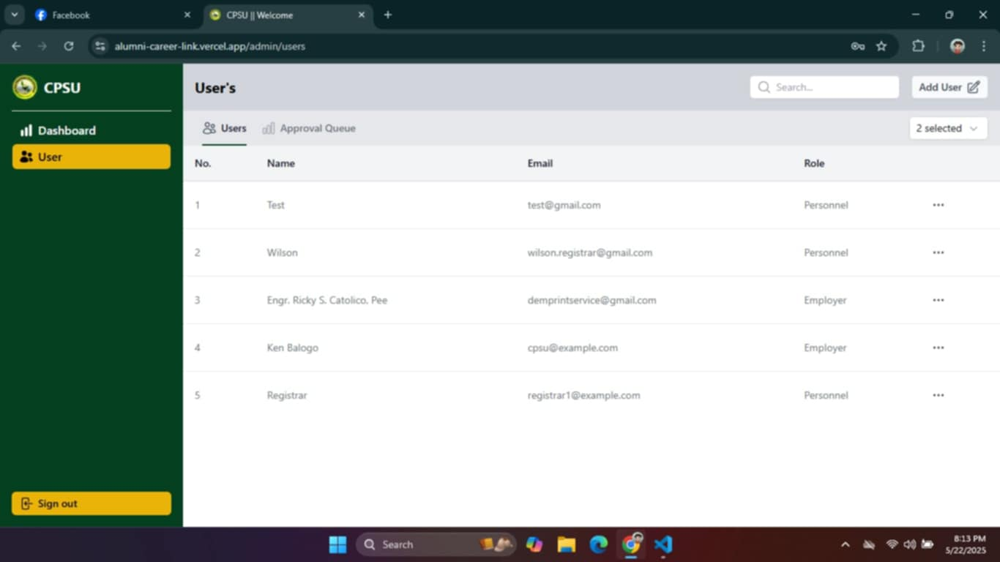 Facebook
CPSU || Welcome
alumni-career-link.vercel.app/admin/users
CPSU
Dashboard
User
Sign out
User's
Search...
Add User
Users
Approval Queue
2 selected
No. Name Email Role
1 Test test@gmail.com Personnel
2 Wilson wilson.registrar@gmail.com Personnel
3 Engr. Ricky S. Catolico. Pee demprintservice@gmail.com Employer
4 Ken Balogo cpsu@example.com Employer
5 Registrar registrar1@example.com Personnel
Search
8:13 PM
5/22/2025